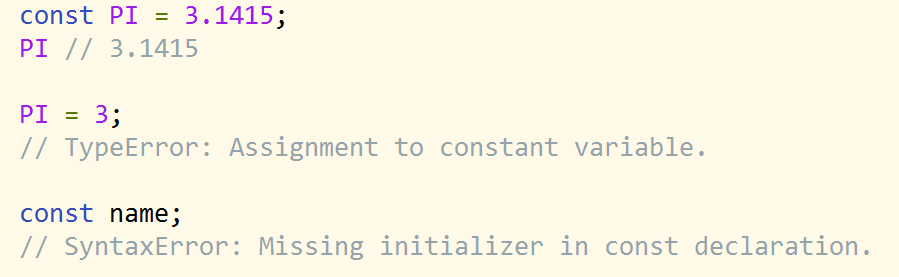 const PI = 3.1415;
PI // 3.1415
PI = 3;
// TypeError: Assignment to constant variable.
const name;
// SyntaxError: Missing initializer in const declaration.